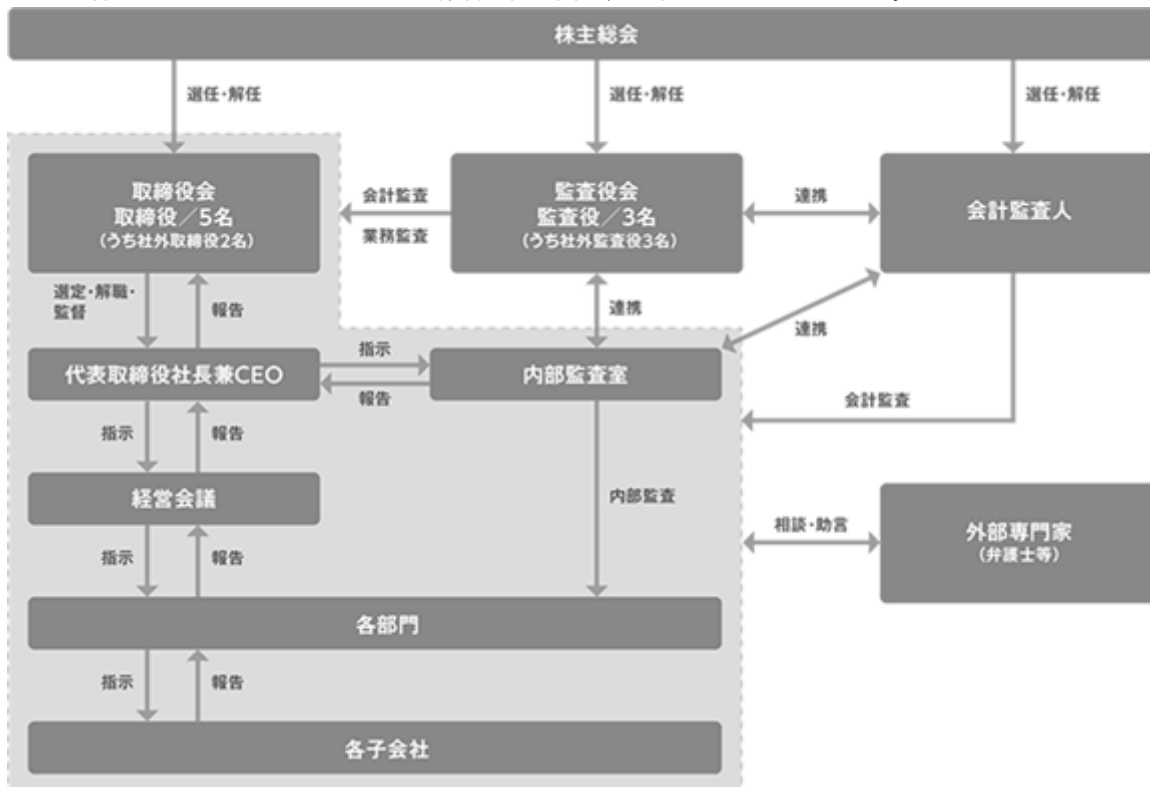 株主総会
選任・解任
選任・解任
選任・解任
取締役会
取締役／5名
（うち社外取締役2名）
会計監査
業務監査
監査役会
監査役／3名
（うち社外監査役3名）
連携
会計監査人
選定・解職・
監督
報告
連携
連携
代表取締役社長兼CEO
指示
報告
内部監査室
会計監査
指示
報告
経営会議
内部監査
相談・助言
外部専門家
（弁護士等）
指示
報告
各部門
指示
報告
各子会社